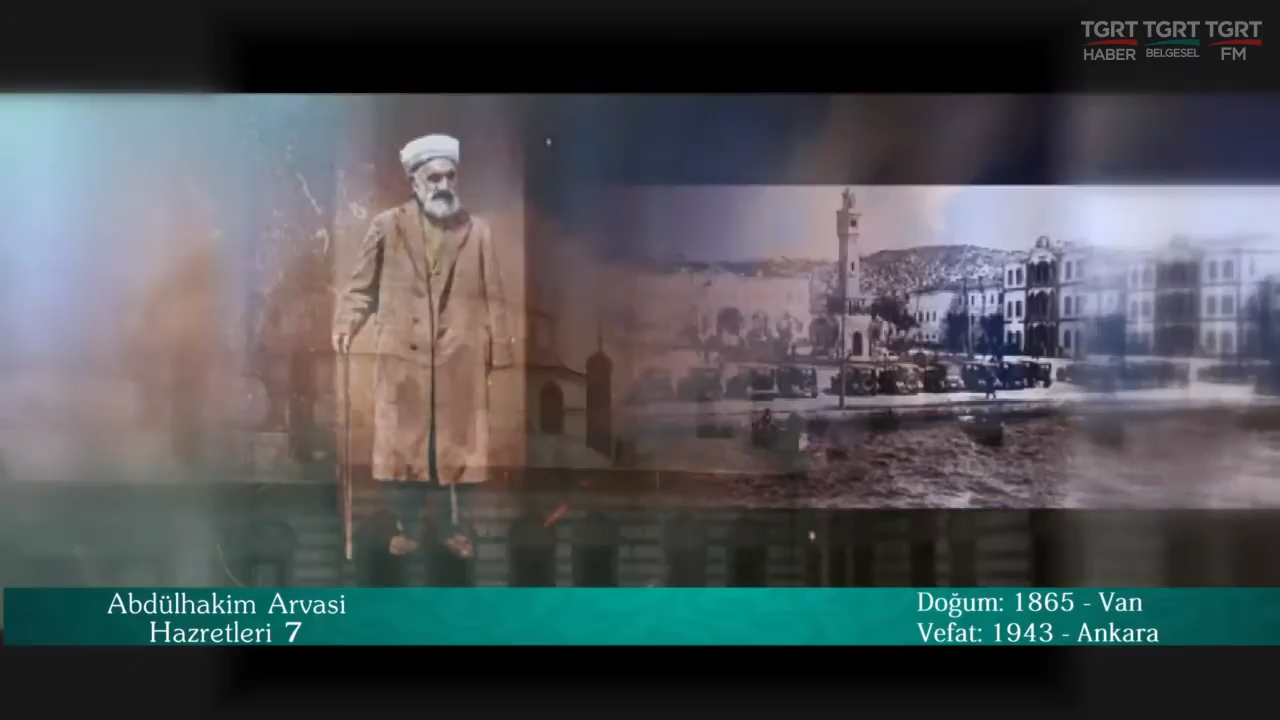 TGRT TGRT TGRT
HABER BELGESEL FM
Abdülhakim Arvasi
Hazretleri 7
Doğum: 1865 - Van
Vefat: 1943 - Ankara